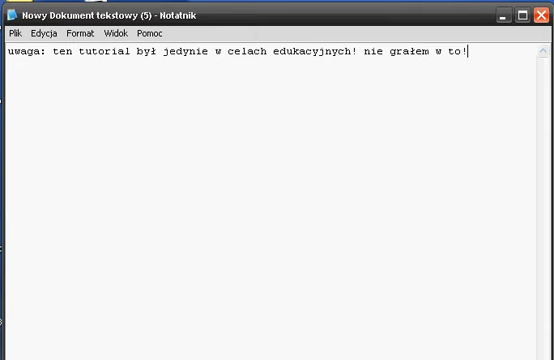 Nowy Dokument tekstowy (5) - Notatnik
Plik Edycja Format Widok Pomoc
uwaga: ten tutorial był jedynie w celach edukacyjnych! nie grałem w to!